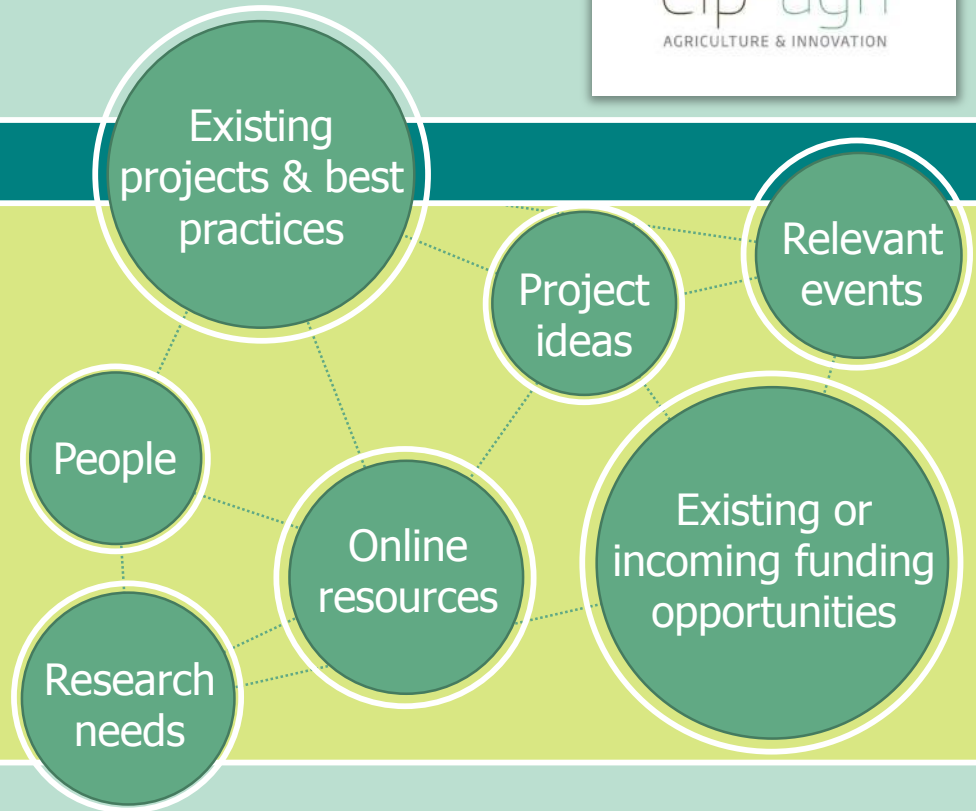 AGRICULTURE & INNOVATION
Existing
projects & best
practices
Relevant
events
Project
ideas
People
Online
resources
Existing or
incoming funding
opportunities
Research
needs